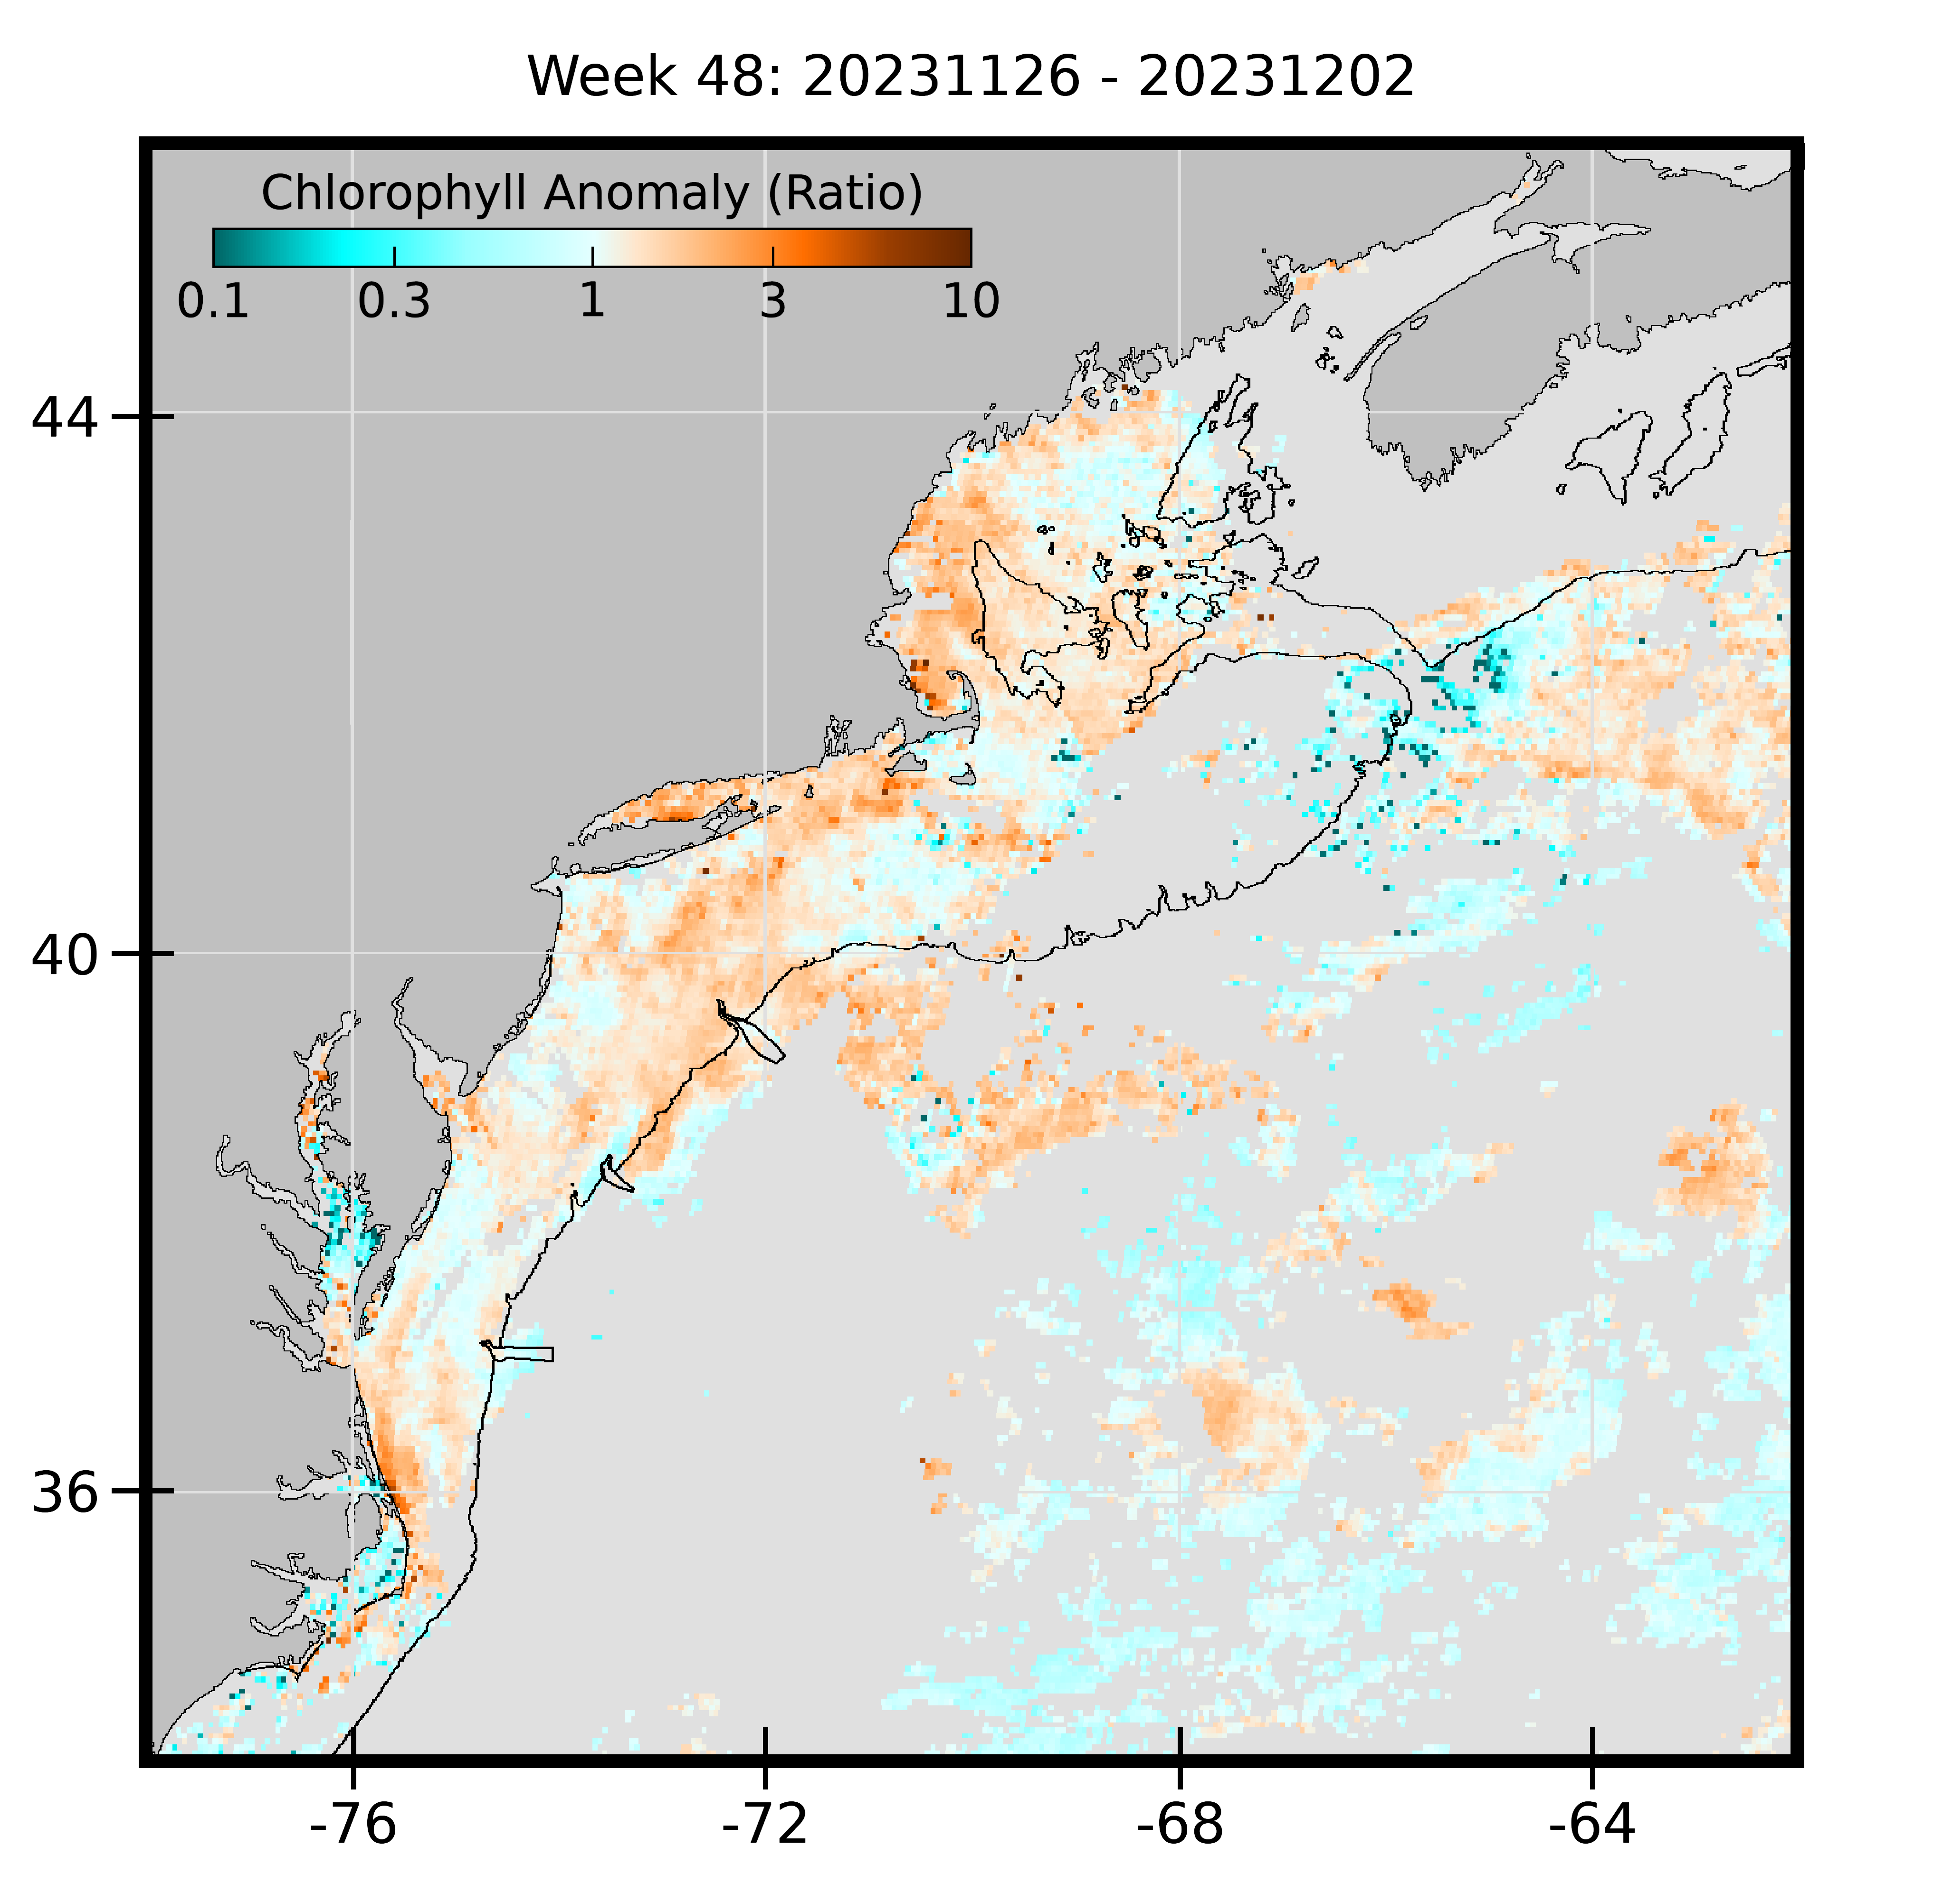 Week 48: 20231126 - 20231202
Chlorophyll Anomaly (Ratio)
0.1 0.3 1 3 10
44
40
36
-76 -72 -68 -64